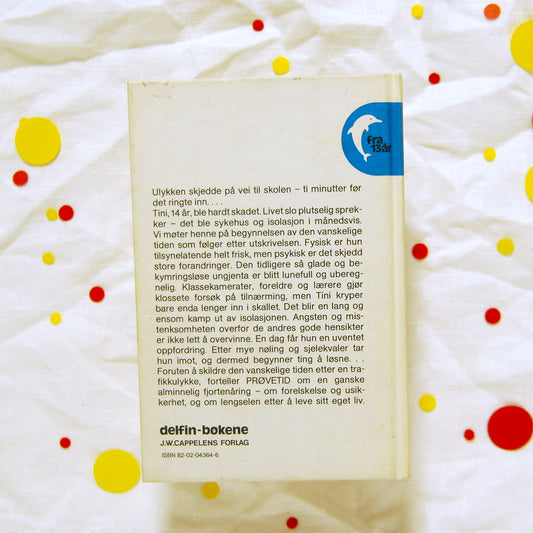 fra
13år
Ulykken skjedde på vei til skolen – ti minutter før
det ringte inn. . . .
Tini, 14 år, ble hardt skadet. Livet slo plutselig sprek-
ker – det ble sykehus og isolasjon i månedsvis.
Vi møter henne på begynnelsen av den vanskelige
tiden som følger etter utskrivelsen. Fysisk er hun
tilsynelatende helt frisk, men psykisk er det skjedd
store forandringer. Den tidligere så glade og be-
kymringsløse ungjenta er blitt lunefull og ubereg-
nelig. Klassekamerater, foreldre og lærere gjør
klossete forsøk på tilnærming, men Tini kryper
bare enda lenger inn i skallet. Det blir en lang og
ensom kamp ut av isolasjonen. Angsten og mis-
tenksomheten overfor de andres gode hensikter
er ikke lett å overvinne. En dag får hun en uventet
oppfordring. Etter mye nøling og sjelekvaler tar
hun imot, og dermed begynner ting å løsne. . .
Foruten å skildre den vanskelige tiden etter en tra-
fikkulykke, forteller PRØVETID om en ganske
alminnelig fjortenåring – om forelskelse og usik-
kerhet, og om lengselen etter å leve sitt eget liv.
delfin-bøkene
J.W.CAPPELENS FORLAG
ISBN 82-02-04364-6